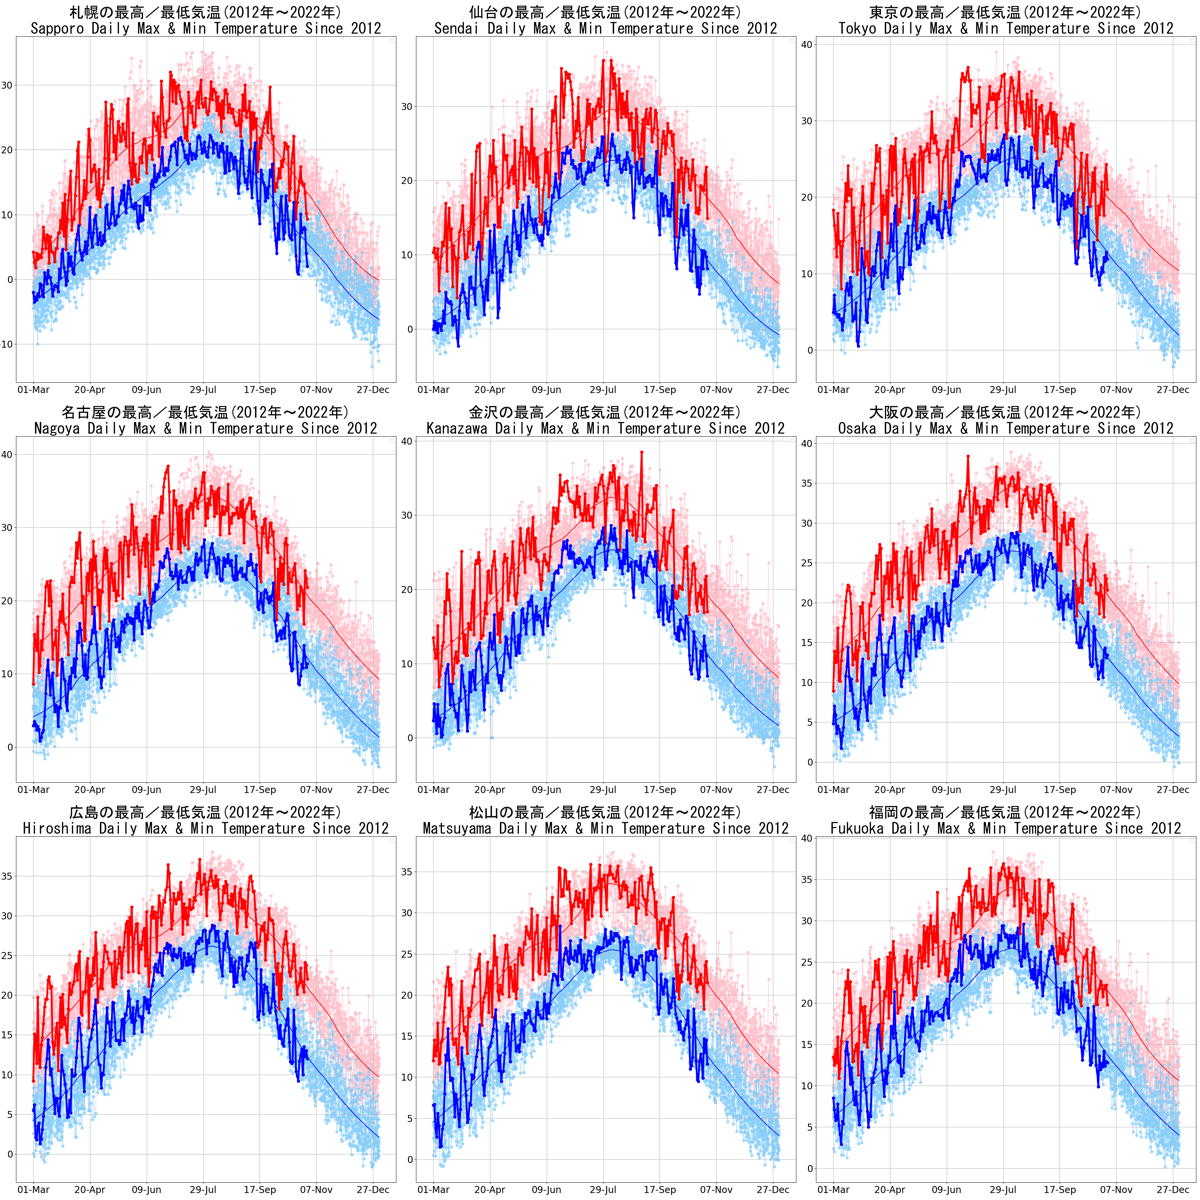 札幌の最高／最低気温(2012年〜2022年)
Sapporo Daily Max & Min Temperature Since 2012
30
20
10
0
-10
01-Mar 20-Apr 09-Jun 29-Jul 17-Sep 07-Nov 27-Dec
仙台の最高／最低気温(2012年〜2022年)
Sendai Daily Max & Min Temperature Since 2012
30
20
10
0
01-Mar 20-Apr 09-Jun 29-Jul 17-Sep 07-Nov 27-Dec
東京の最高／最低気温(2012年〜2022年)
Tokyo Daily Max & Min Temperature Since 2012
40
30
20
10
0
01-Mar 20-Apr 09-Jun 29-Jul 17-Sep 07-Nov 27-Dec
名古屋の最高／最低気温(2012年〜2022年)
Nagoya Daily Max & Min Temperature Since 2012
40
30
20
10
0
01-Mar 20-Apr 09-Jun 29-Jul 17-Sep 07-Nov 27-Dec
金沢の最高／最低気温(2012年〜2022年)
Kanazawa Daily Max & Min Temperature Since 2012
40
30
20
10
0
01-Mar 20-Apr 09-Jun 29-Jul 17-Sep 07-Nov 27-Dec
大阪の最高／最低気温(2012年〜2022年)
Osaka Daily Max & Min Temperature Since 2012
40
35
30
25
20
15
10
5
0
01-Mar 20-Apr 09-Jun 29-Jul 17-Sep 07-Nov 27-Dec
広島の最高／最低気温(2012年〜2022年)
Hiroshima Daily Max & Min Temperature Since 2012
35
30
25
20
15
10
5
0
01-Mar 20-Apr 09-Jun 29-Jul 17-Sep 07-Nov 27-Dec
松山の最高／最低気温(2012年〜2022年)
Matsuyama Daily Max & Min Temperature Since 2012
35
30
25
20
15
10
5
0
01-Mar 20-Apr 09-Jun 29-Jul 17-Sep 07-Nov 27-Dec
福岡の最高／最低気温(2012年〜2022年)
Fukuoka Daily Max & Min Temperature Since 2012
40
35
30
25
20
15
10
5
0
01-Mar 20-Apr 09-Jun 29-Jul 17-Sep 07-Nov 27-Dec